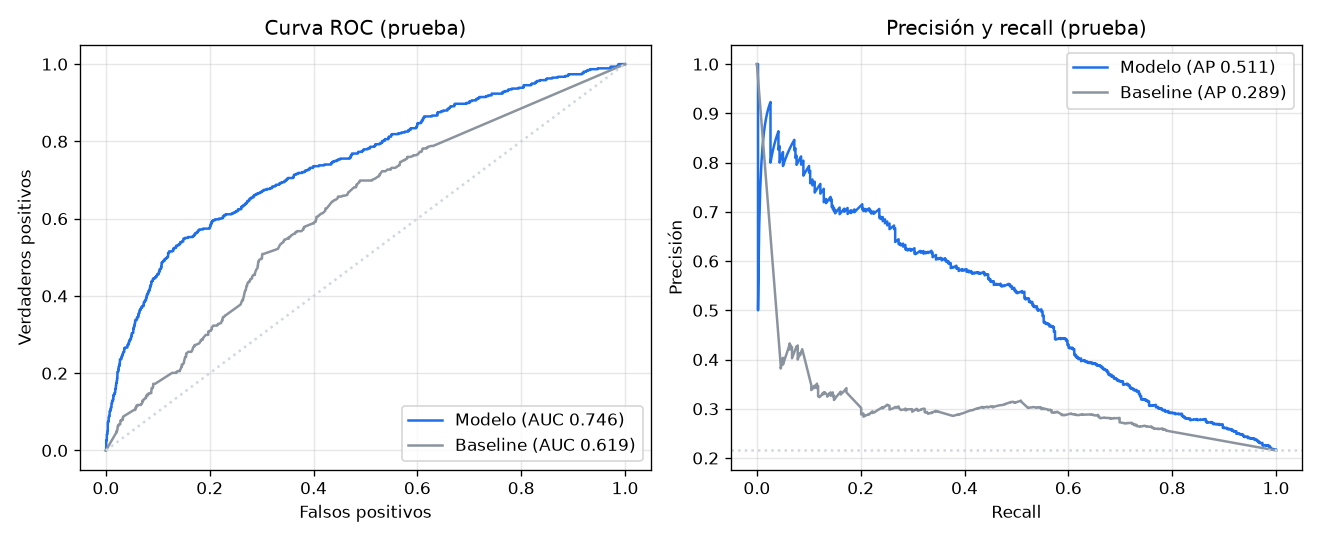 Curva ROC (prueba)
1.0
0.8
0.6
0.4
0.2
0.0
Verdaderos positivos
0.0 0.2 0.4 0.6 0.8 1.0
Falsos positivos
Modelo (AUC 0.746)
Baseline (AUC 0.619)
Precisión y recall (prueba)
1.0
0.9
0.8
0.7
0.6
0.5
0.4
0.3
0.2
Precisión
0.0 0.2 0.4 0.6 0.8 1.0
Recall
Modelo (AP 0.511)
Baseline (AP 0.289)